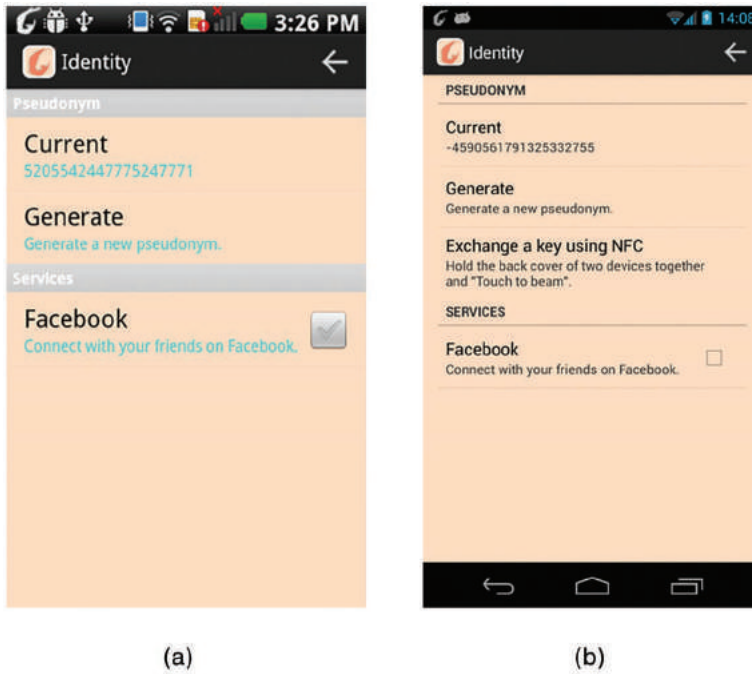 3:26 PM
Identity
Pseudonym
Current
5205542447775247771
Generate
Generate a new pseudonym.
Services
Facebook
Connect with your friends on Facebook.
(a)
14:08
Identity
PSEUDONYM
Current
-4590561791325332755
Generate
Generate a new pseudonym.
Exchange a key using NFC
Hold the back cover of two devices together
and "Touch to beam".
SERVICES
Facebook
Connect with your friends on Facebook.
(b)